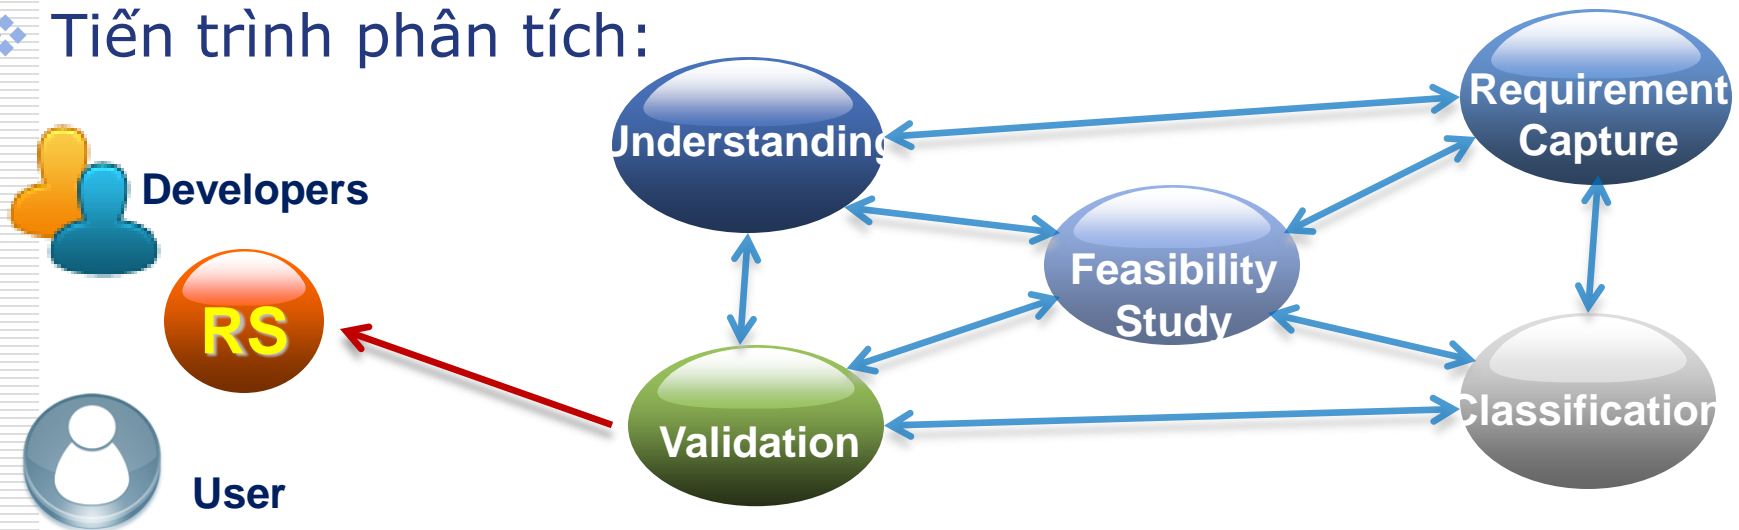 Tiến trình phân tích:
Understanding
Requirement
Capture
Developers
Feasibility
Study
RS
Validation
Classification
User